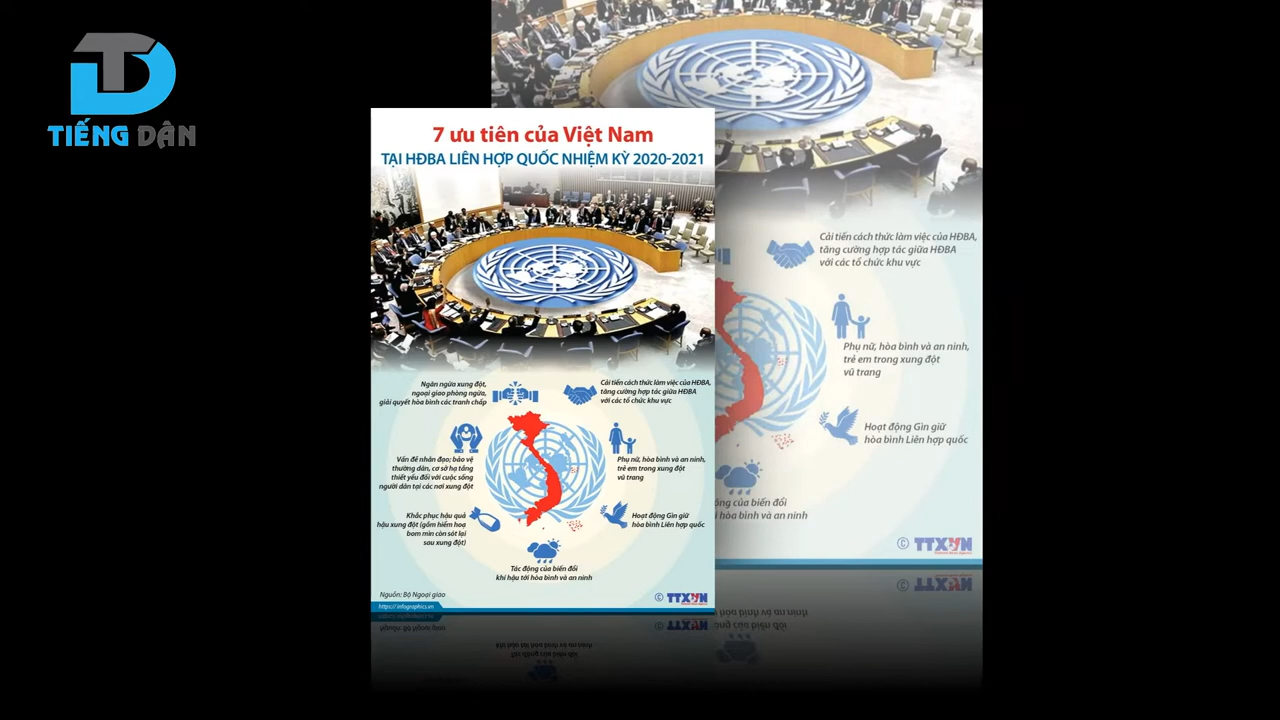 TIẾNG DÂN
7 ưu tiên của Việt Nam
TẠI HĐBA LIÊN HỢP QUỐC NHIỆM KỲ 2020-2021
Ngăn ngừa xung đột,
ngoại giao phòng ngừa,
giải quyết hòa bình các tranh chấp
Cải tiến cách thức làm việc của HĐBA,
tăng cường hợp tác giữa HĐBA
với các tổ chức khu vực
Vấn đề nhân đạo; bảo vệ
thường dân, cơ sở hạ tầng
thiết yếu đối với cuộc sống
người dân tại các nơi xung đột
Phụ nữ, hòa bình và an ninh,
trẻ em trong xung đột
vũ trang
Khắc phục hậu quả
hậu xung đột (gồm hiểm hoạ
bom mìn còn sót lại
sau xung đột)
Hoạt động Gìn giữ
hòa bình Liên hợp quốc
Tác động của biến đổi
khí hậu tới hòa bình và an ninh
Nguồn: Bộ Ngoại giao
https://infographics.vn
© TTXVN
Cải tiến cách thức làm việc của HĐBA,
tăng cường hợp tác giữa HĐBA
với các tổ chức khu vực
Phụ nữ, hòa bình và an ninh,
trẻ em trong xung đột
vũ trang
Hoạt động Gìn giữ
hòa bình Liên hợp quốc
của biến đổi
hòa bình và an ninh
© TTXVN